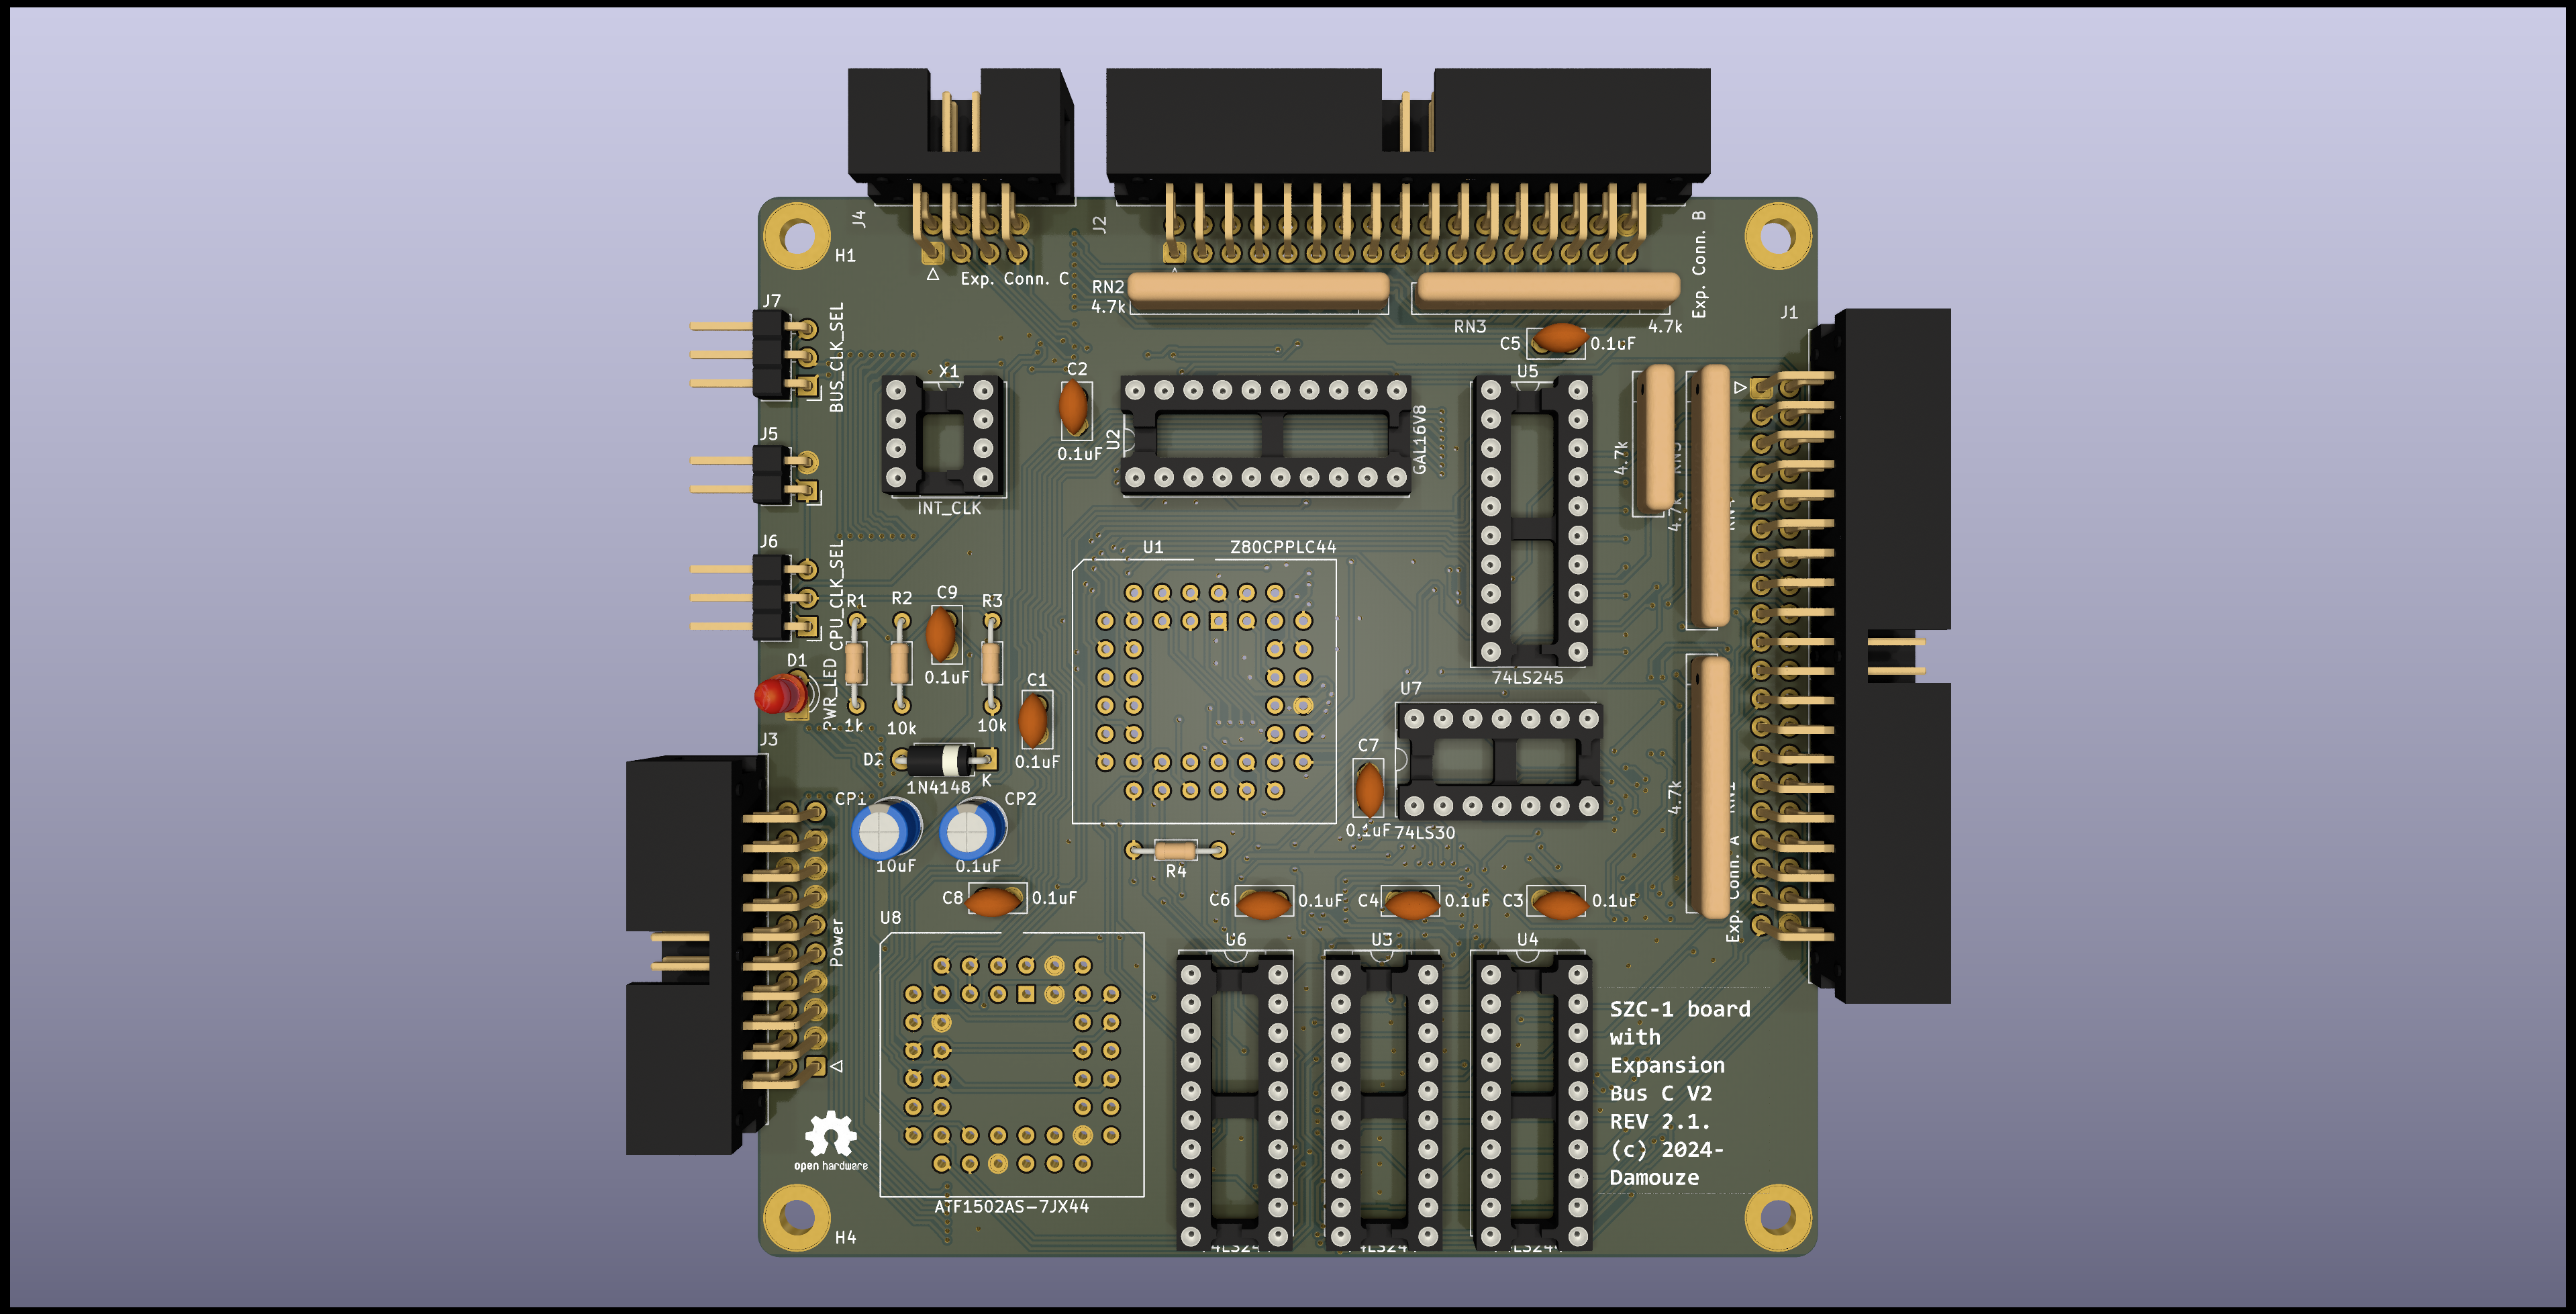 J4
J2
Exp. Conn. B
H1
Exp. Conn. C
RN2
4.7k
J7
BUS_CLK_SEL
RN3
4.7k
J1
C5
0.1uF
X1
C2
U5
J5
0.1uF
U2
GAL16V8
4.7k
INT_CLK
4.7k
J6
CPU_CLK_SEL
U1
Z80CPPLC44
R1
R2
C9
R3
D1
PWR_LED
0.1uF
C1
74LS245
U7
1k
10k
10k
J3
D2
0.1uF
C7
1N4148
K
4.7k
CP1
CP2
0.1uF
74LS30
10uF
0.1uF
R4
Exp. Conn. A
C8
0.1uF
C6
0.1uF
C4
0.1uF
C3
0.1uF
U8
Power
U6
U3
U4
SZC-1 board
with
Expansion
Bus C V2
REV 2.1.
(c) 2024-
Damouze
open hardware
ATF1502AS-7JX44
H4